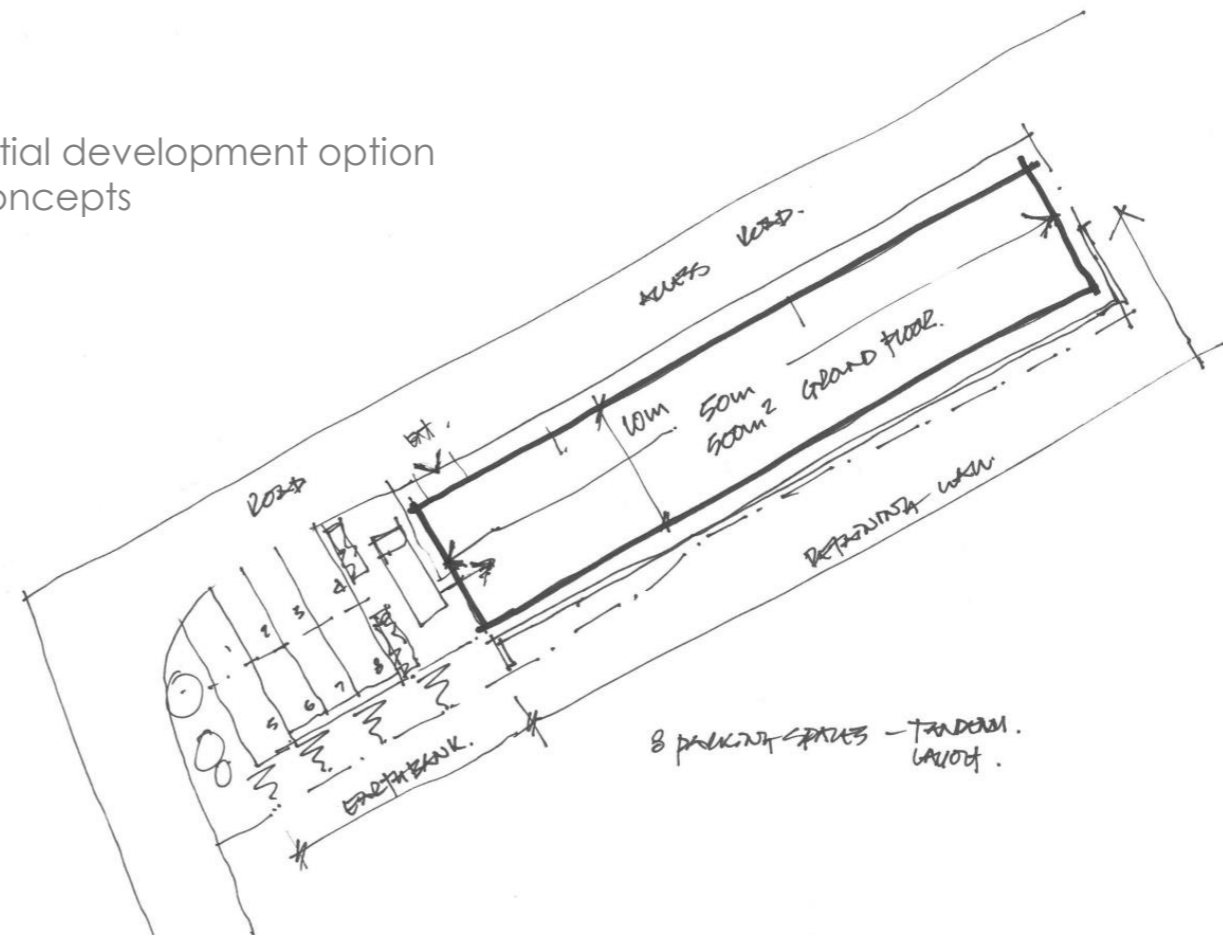 tial development option
oncepts
ACCESS ROAD.
ENT.
ROAD
10m 50m
500m² GROUND FLOOR.
RETAINING WALL.
1 2 3 4
5 6 7 8
EARTHBANK.
8 PARKING SPACES - TANDEM.
LAYOUT.